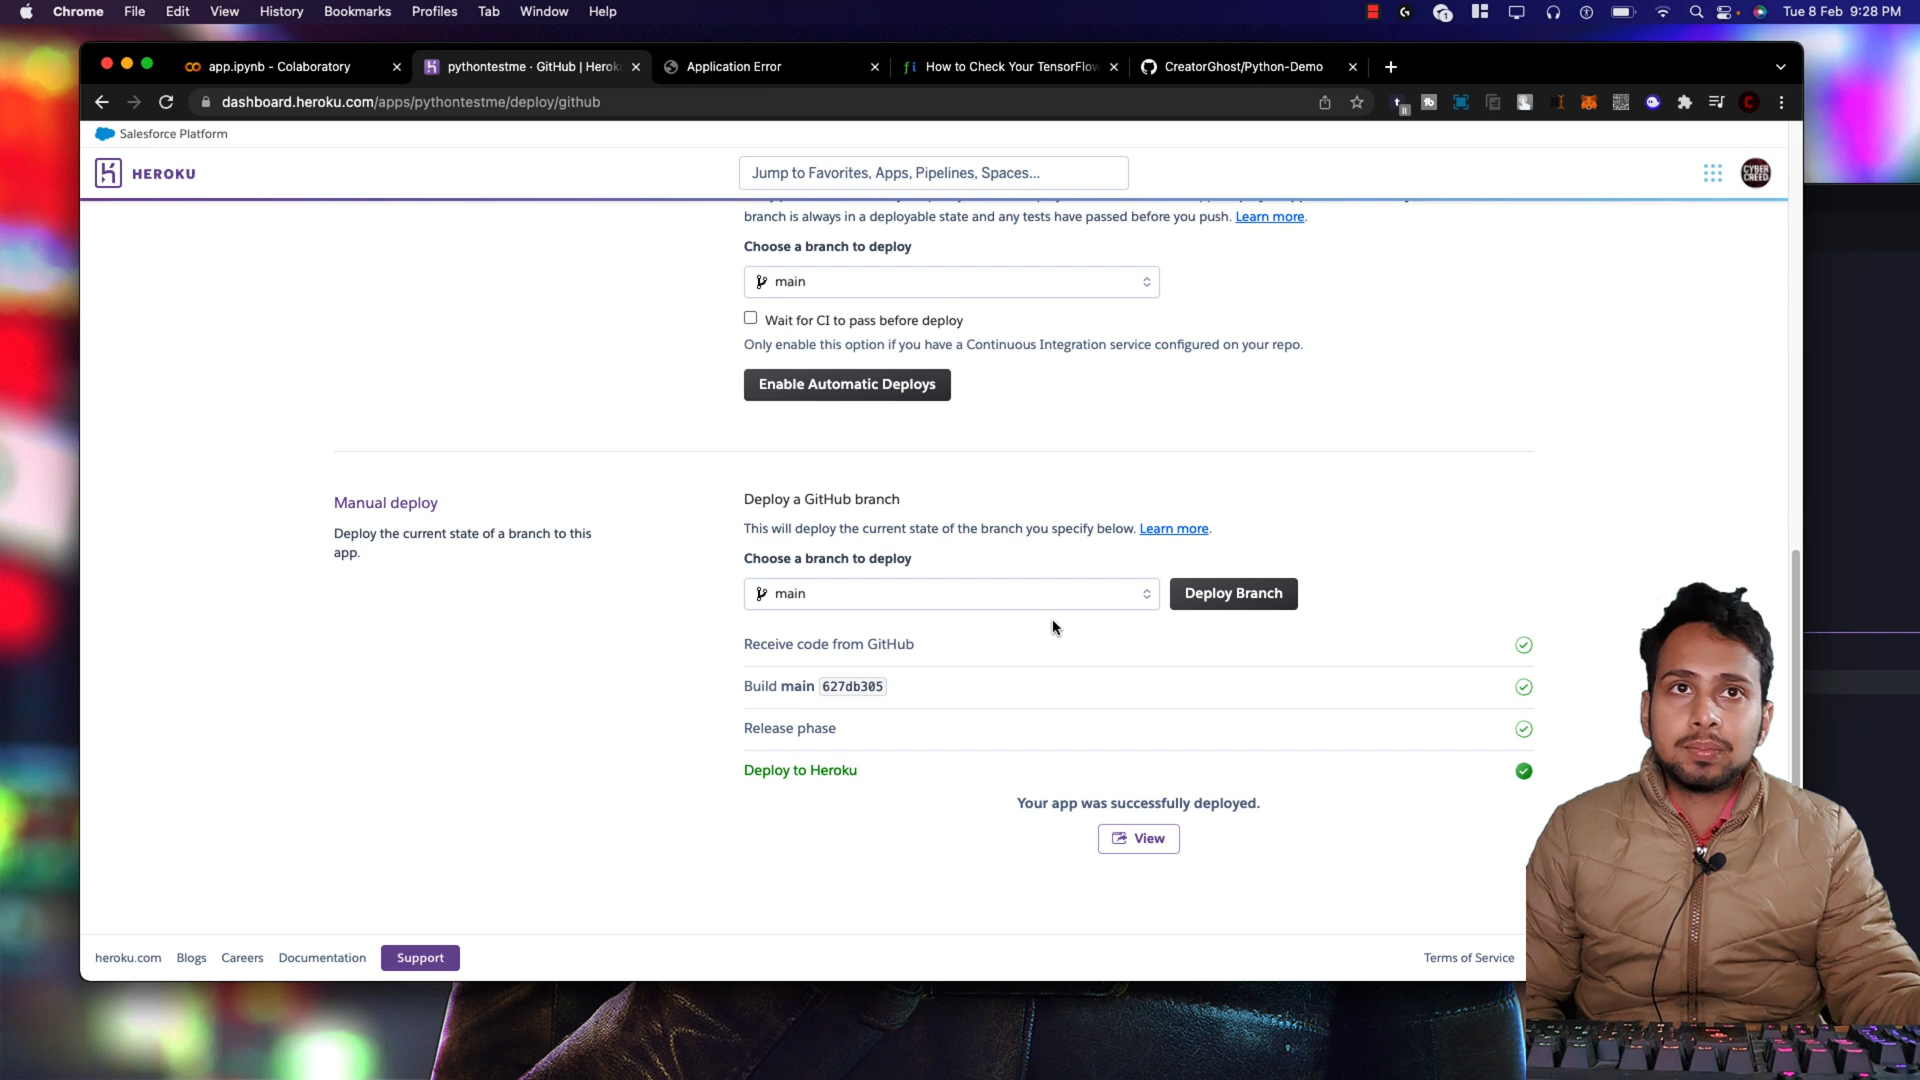 Chrome File Edit View History Bookmarks Profiles Tab Window Help
1
Tue 8 Feb 9:28 PM
app.ipynb - Colaboratory
pythontestme · GitHub | Heroku
Application Error
How to Check Your TensorFlow
CreatorGhost/Python-Demo
dashboard.heroku.com/apps/pythontestme/deploy/github
Salesforce Platform
HEROKU
Jump to Favorites, Apps, Pipelines, Spaces...
CYBER
CREED
branch is always in a deployable state and any tests have passed before you push. Learn more.
Choose a branch to deploy
main
Wait for CI to pass before deploy
Only enable this option if you have a Continuous Integration service configured on your repo.
Enable Automatic Deploys
Manual deploy
Deploy the current state of a branch to this
app.
Deploy a GitHub branch
This will deploy the current state of the branch you specify below. Learn more.
Choose a branch to deploy
main
Deploy Branch
Receive code from GitHub
Build main 627db305
Release phase
Deploy to Heroku
Your app was successfully deployed.
View
heroku.com Blogs Careers Documentation Support
Terms of Service